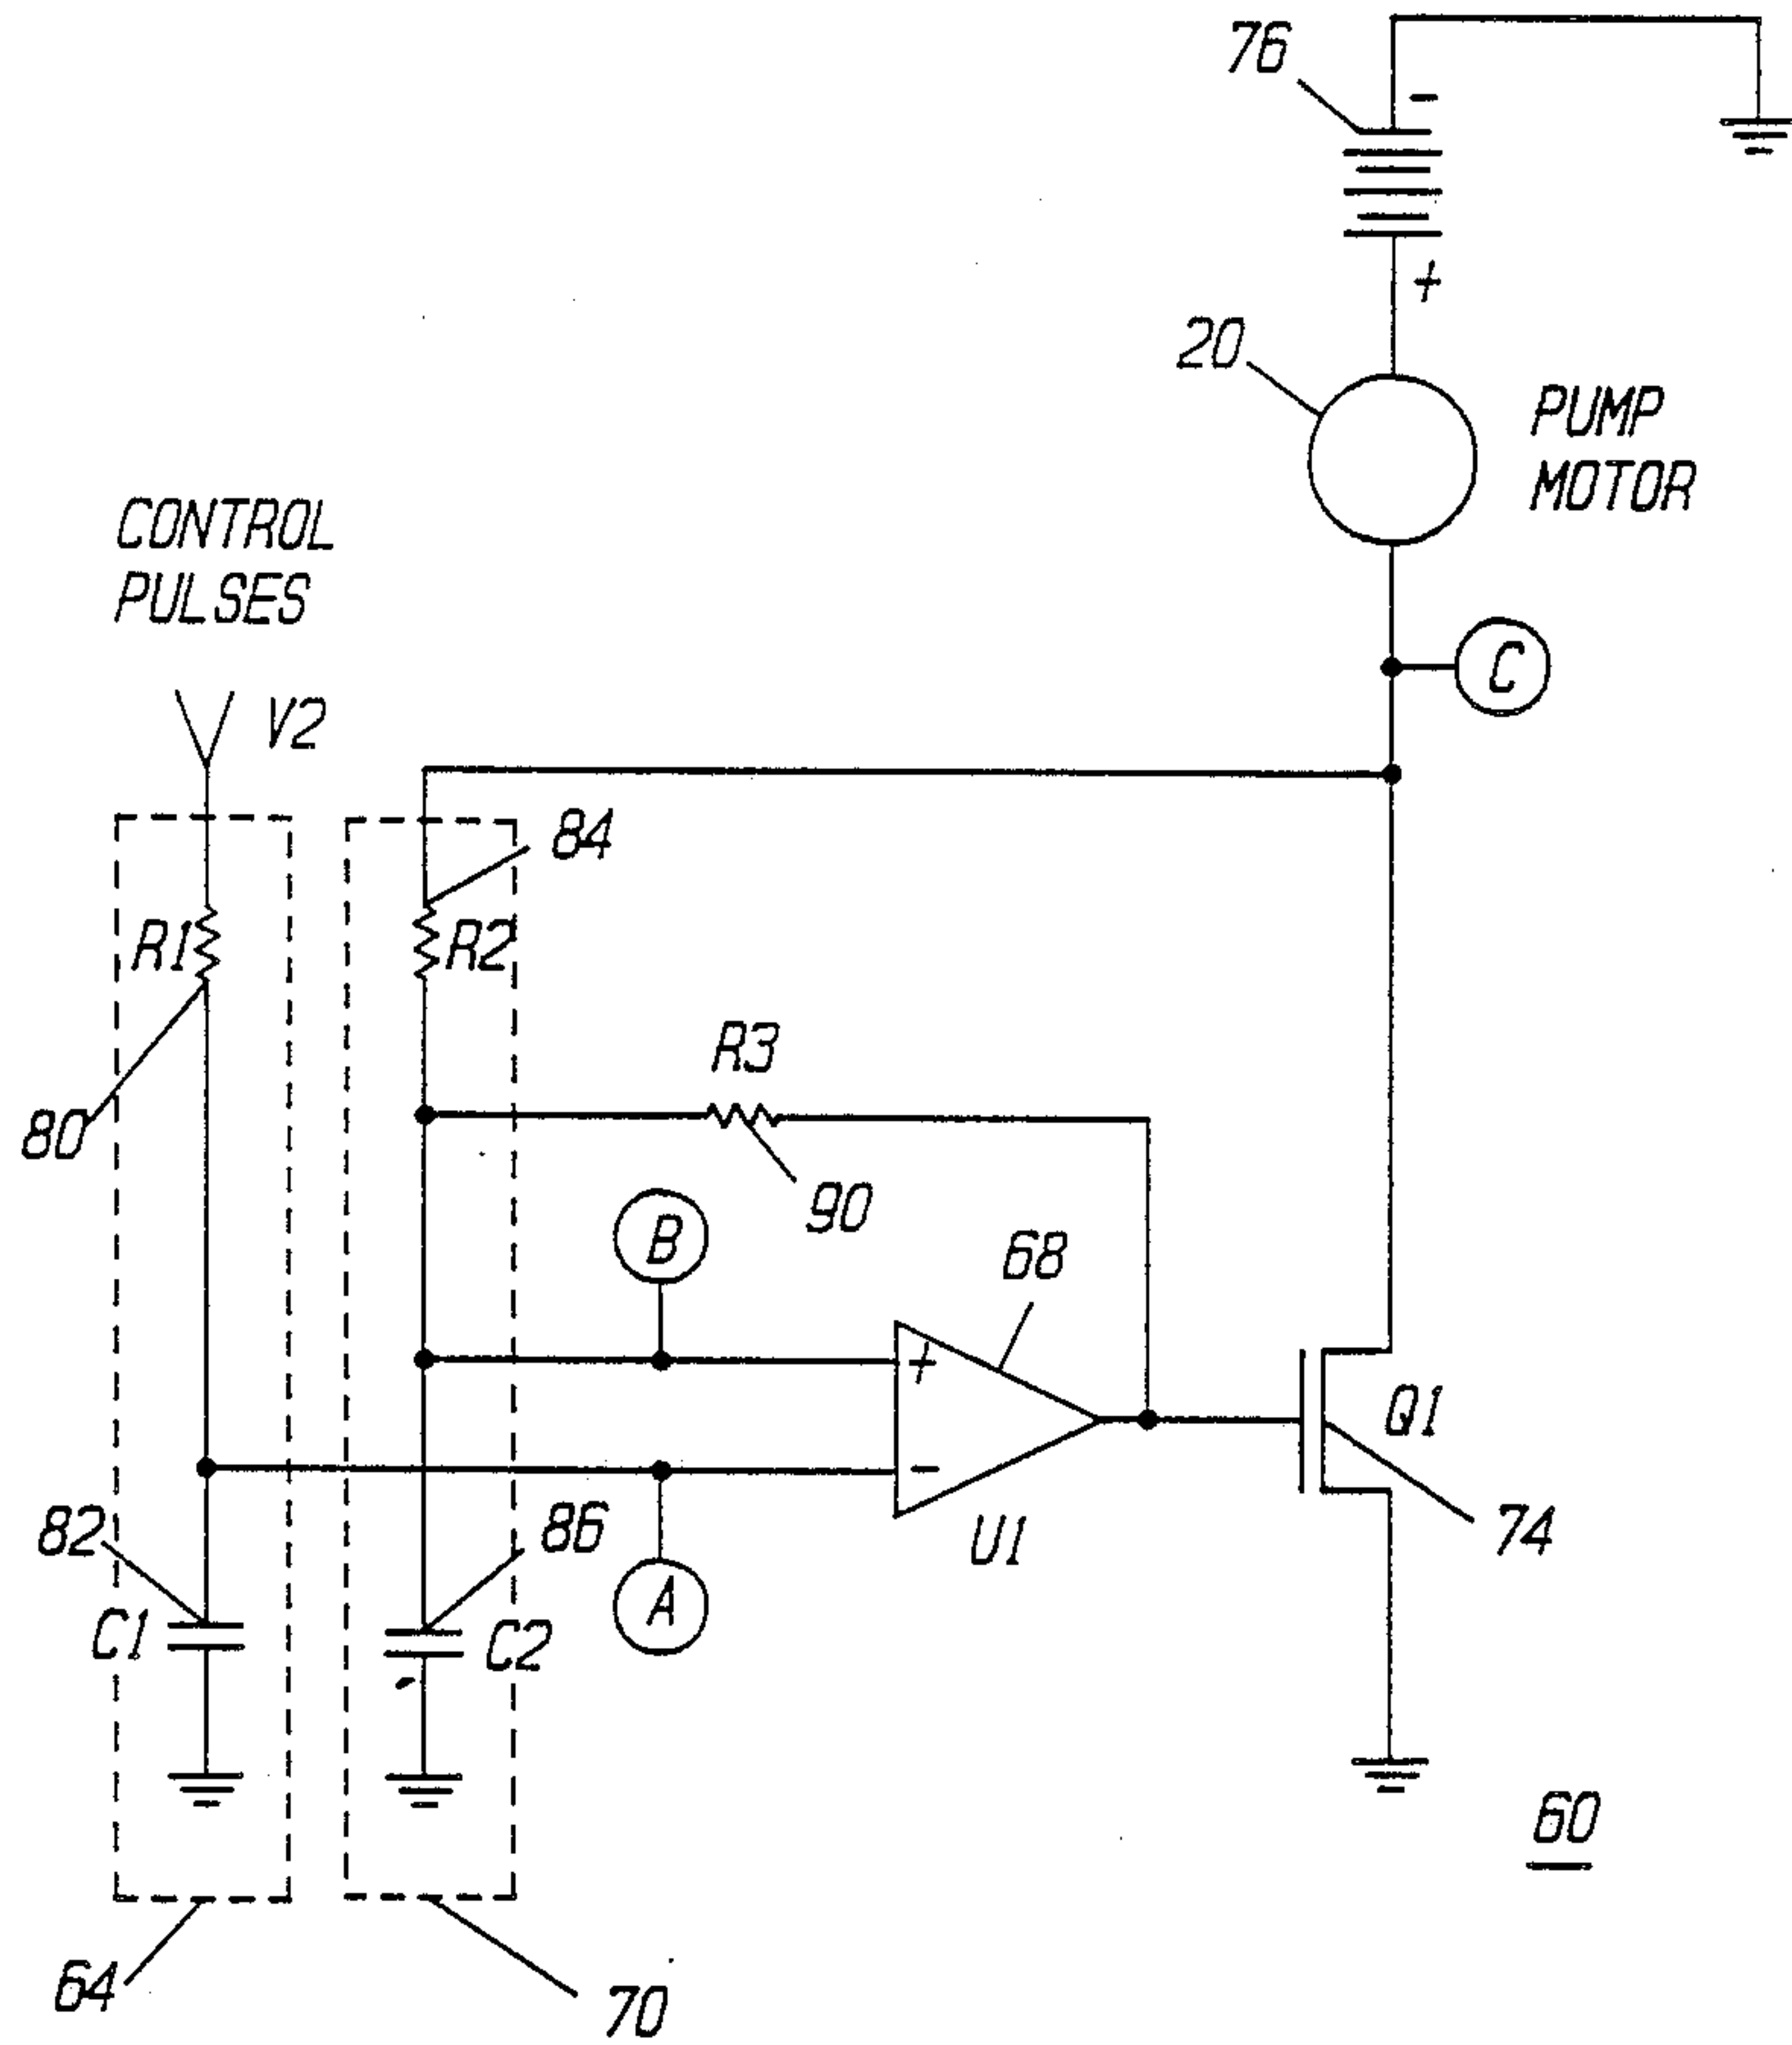 76
-
+
20
PUMP
MOTOR
CONTROL
PULSES
C
V2
84
R1
R2
R3
80
90
B
68
+
Q1
-
82
86
U1
74
A
C1
C2
60
64
70